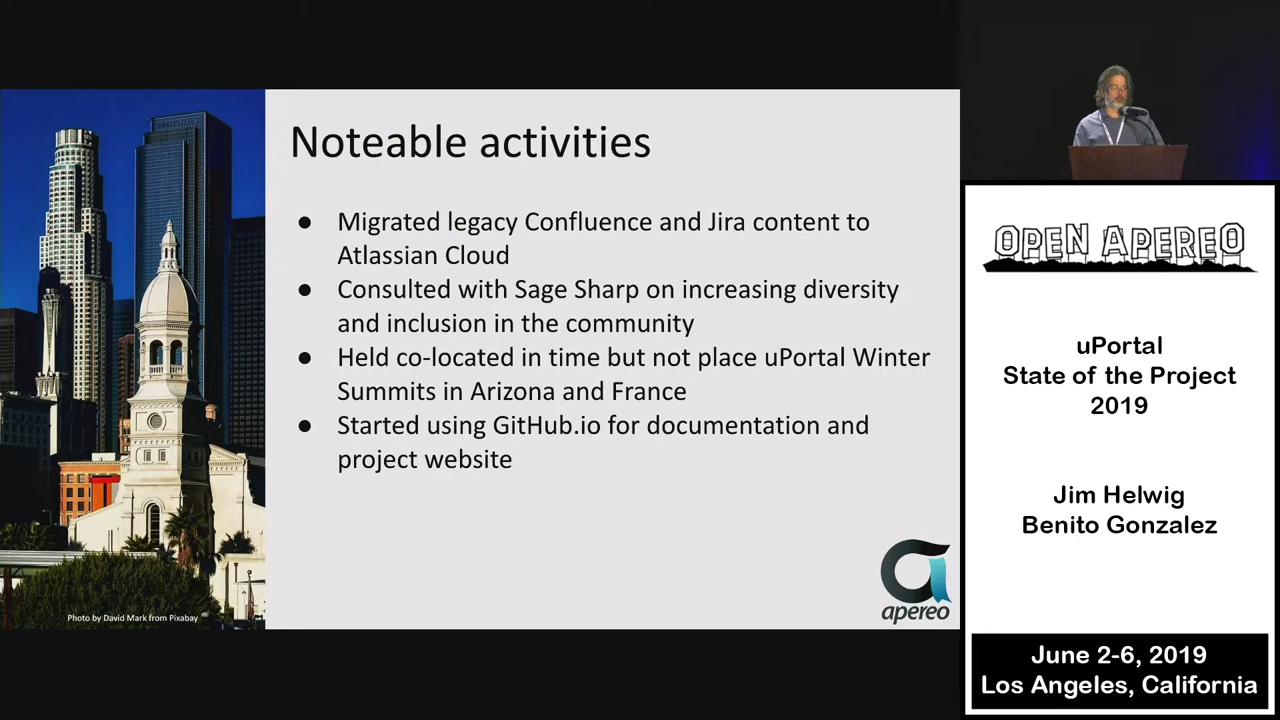 Noteable activities
● Migrated legacy Confluence and Jira content to
Atlassian Cloud
● Consulted with Sage Sharp on increasing diversity
and inclusion in the community
● Held co-located in time but not place uPortal Winter
Summits in Arizona and France
● Started using GitHub.io for documentation and
project website
Photo by David Mark from Pixabay
apereo
OPEN APEREO
uPortal
State of the Project
2019
Jim Helwig
Benito Gonzalez
June 2-6, 2019
Los Angeles, California